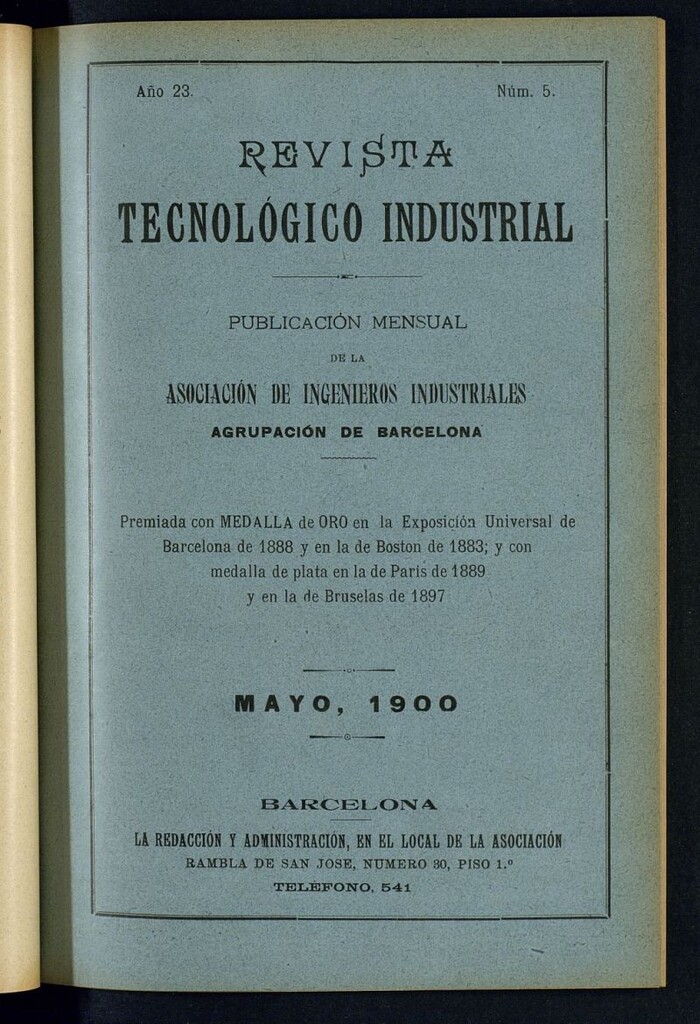 Año 23.
Núm. 5.
REVISTA
TECNOLÓGICO INDUSTRIAL
PUBLICACIÓN MENSUAL
DE LA
ASOCIACIÓN DE INGENIEROS INDUSTRIALES
AGRUPACIÓN DE BARCELONA
Premiada con MEDALLA de ORO en la Exposición Universal de
Barcelona de 1888 y en la de Boston de 1883; y con
medalla de plata en la de París de 1889
y en la de Bruselas de 1897
MAYO, 1900
BARCELONA
LA REDACCIÓN Y ADMINISTRACIÓN, EN EL LOCAL DE LA ASOCIACIÓN
RAMBLA DE SAN JOSE, NUMERO 30, PISO 1.º
TELÉFONO, 541